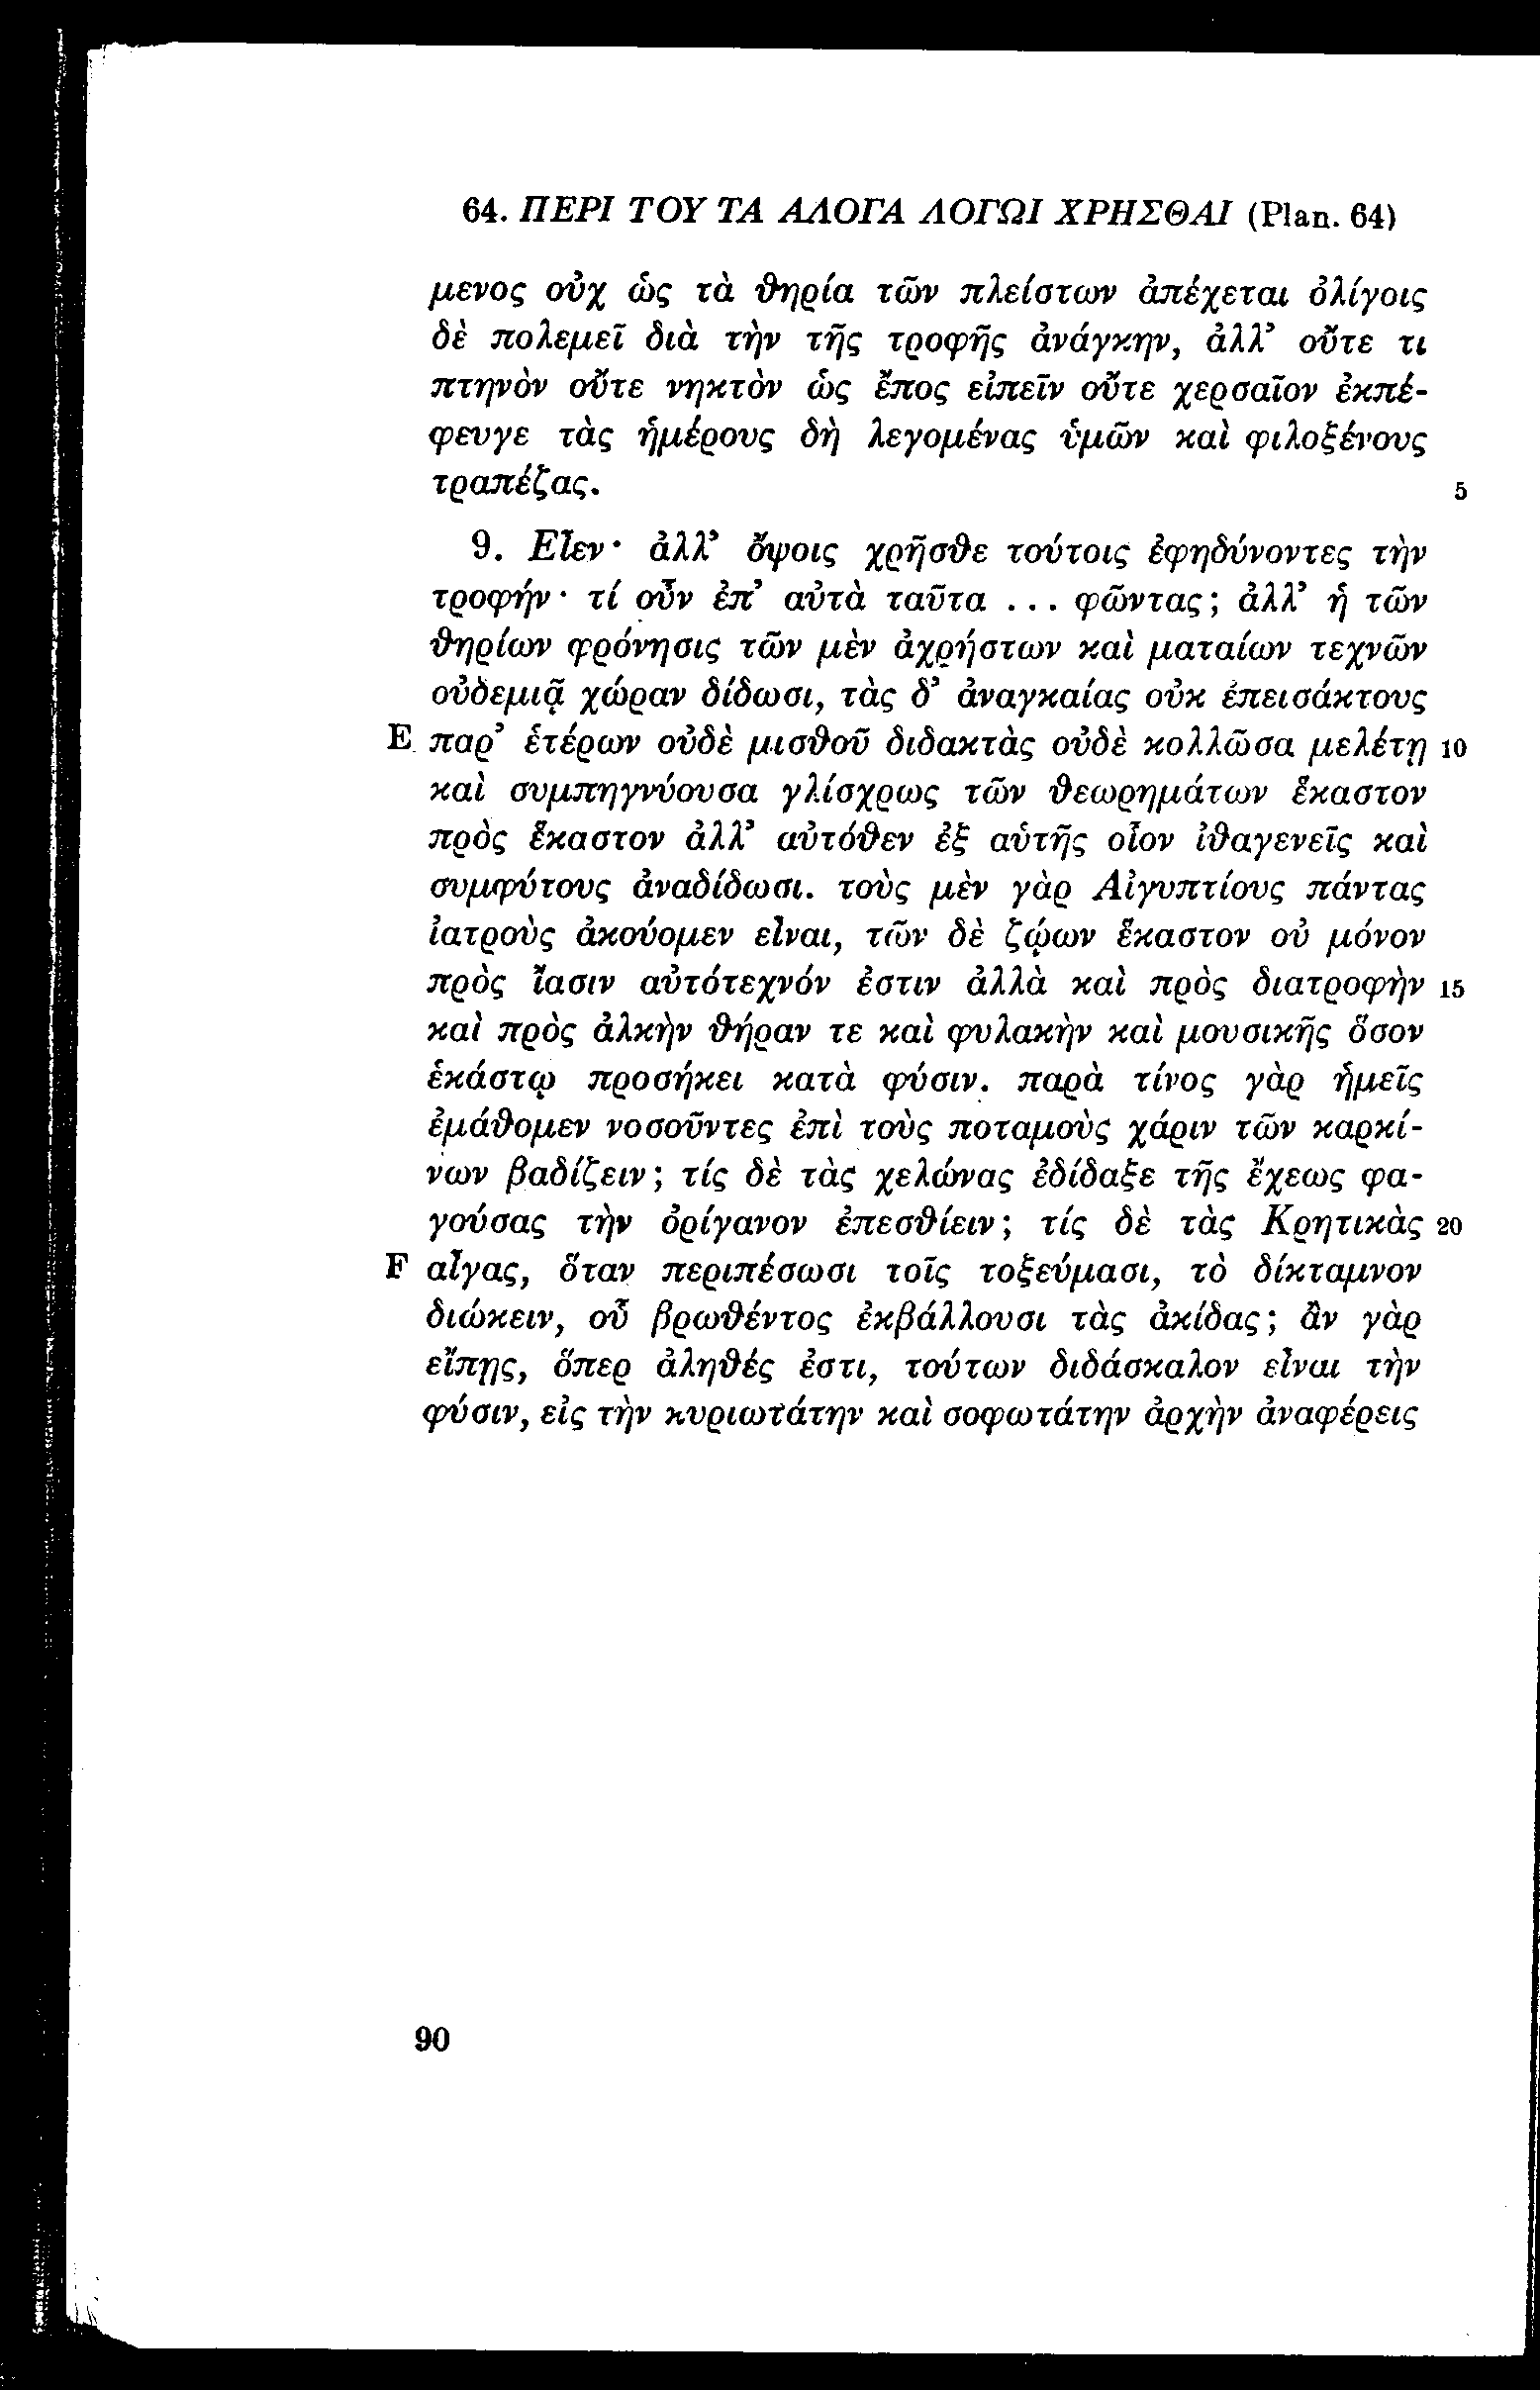 64. ΠΕΡΙ ΤΟΥ ΤΑ ΑΛΟΓΑ ΛΟΓΩΙ ΧΡΗΣΘΑΙ (Plan. 64)
μενος οὐχ ὡς τὰ θηρία τῶν πλείστων ἀπέχεται ὀλίγοις
δὲ πολεμεῖ διὰ τὴν τῆς τροφῆς ἀνάγκην, ἀλλ’ οὔτε τι
πτηνὸν οὔτε νηκτὸν ὡς ἔπος εἰπεῖν οὔτε χερσαῖον ἐκπέ-
φευγε τὰς ἡμέρους δὴ λεγομένας ὑμῶν καὶ φιλοξένους
τραπέζας. 5
9. Εἶεν· ἀλλ’ ὄψοις χρῆσθε τούτοις ἐφηδύνοντες τὴν
τροφήν· τί οὖν ἐπ’ αὐτὰ ταῦτα ... φῶντας; ἀλλ’ ἡ τῶν
θηρίων φρόνησις τῶν μὲν ἀχρήστων καὶ ματαίων τεχνῶν
οὐδεμιᾷ χώραν δίδωσι, τὰς δ’ ἀναγκαίας οὐκ ἐπεισάκτους
E παρ’ ἑτέρων οὐδὲ μισθοῦ διδακτὰς οὐδὲ κολλῶσα μελέτῃ 10
καὶ συμπηγνύουσα γλίσχρως τῶν θεωρημάτων ἕκαστον
πρὸς ἕκαστον ἀλλ’ αὐτόθεν ἐξ αὑτῆς οἷον ἰθαγενεῖς καὶ
συμφύτους ἀναδίδωσι. τοὺς μὲν γὰρ Αἰγυπτίους πάντας
ἰατροὺς ἀκούομεν εἶναι, τῶν δὲ ζῴων ἕκαστον οὐ μόνον
πρὸς ἴασιν αὐτότεχνόν ἐστιν ἀλλὰ καὶ πρὸς διατροφὴν 15
καὶ πρὸς ἀλκὴν θήραν τε καὶ φυλακὴν καὶ μουσικῆς ὅσον
ἑκάστῳ προσήκει κατὰ φύσιν. παρὰ τίνος γὰρ ἡμεῖς
ἐμάθομεν νοσοῦντες ἐπὶ τοὺς ποταμοὺς χάριν τῶν καρκί-
νων βαδίζειν; τίς δὲ τὰς χελώνας ἐδίδαξε τῆς ἔχεως φα-
γούσας τὴν ὀρίγανον ἐπεσθίειν; τίς δὲ τὰς Κρητικὰς 20
F αἶγας, ὅταν περιπέσωσι τοῖς τοξεύμασι, τὸ δίκταμνον
διώκειν, οὗ βρωθέντος ἐκβάλλουσι τὰς ἀκίδας; ἂν γὰρ
εἴπῃς, ὅπερ ἀληθές ἐστι, τούτων διδάσκαλον εἶναι τὴν
φύσιν, εἰς τὴν κυριωτάτην καὶ σοφωτάτην ἀρχὴν ἀναφέρεις
90